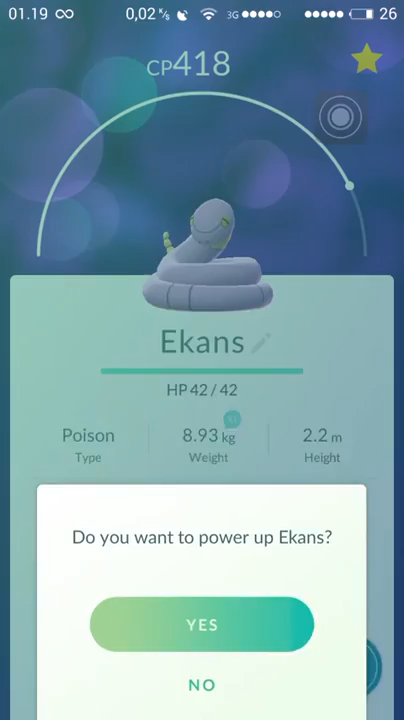 01.19 0,02 K/s 3G 26
CP418
Ekans
HP 42 / 42
Poison 8.93 kg 2.2 m
Type Weight Height
Do you want to power up Ekans?
YES
NO